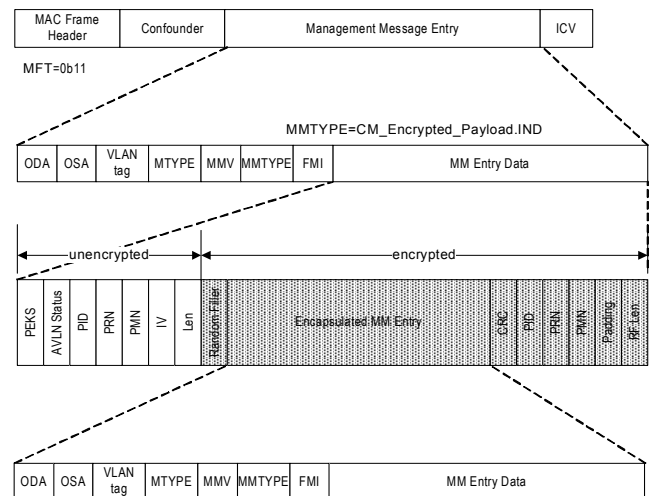 MAC Frame Header
Confounder
Management Message Entry
ICV
MFT=0b11
MMTYPE=CM_Encrypted_Payload.IND
ODA
OSA
VLAN tag
MTYPE
MMV
MMTYPE
FMI
MM Entry Data
unencrypted
encrypted
PEKS
AVLN Status
PID
PRN
PMN
IV
Len
Random Filler
Encapsulated MM Entry
CRC
PID
PRN
PMN
Padding
RF Len
ODA
OSA
VLAN tag
MTYPE
MMV
MMTYPE
FMI
MM Entry Data